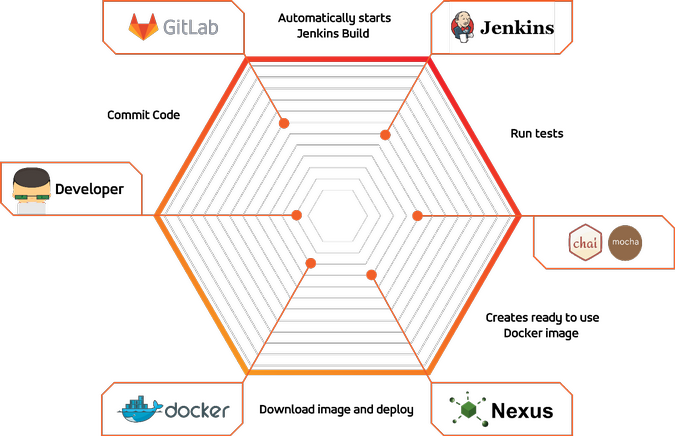 GitLab
Automatically starts
Jenkins Build
Jenkins
Commit Code
Run tests
Developer
chai
mocha
Creates ready to use
Docker image
docker
Download image and deploy
Nexus